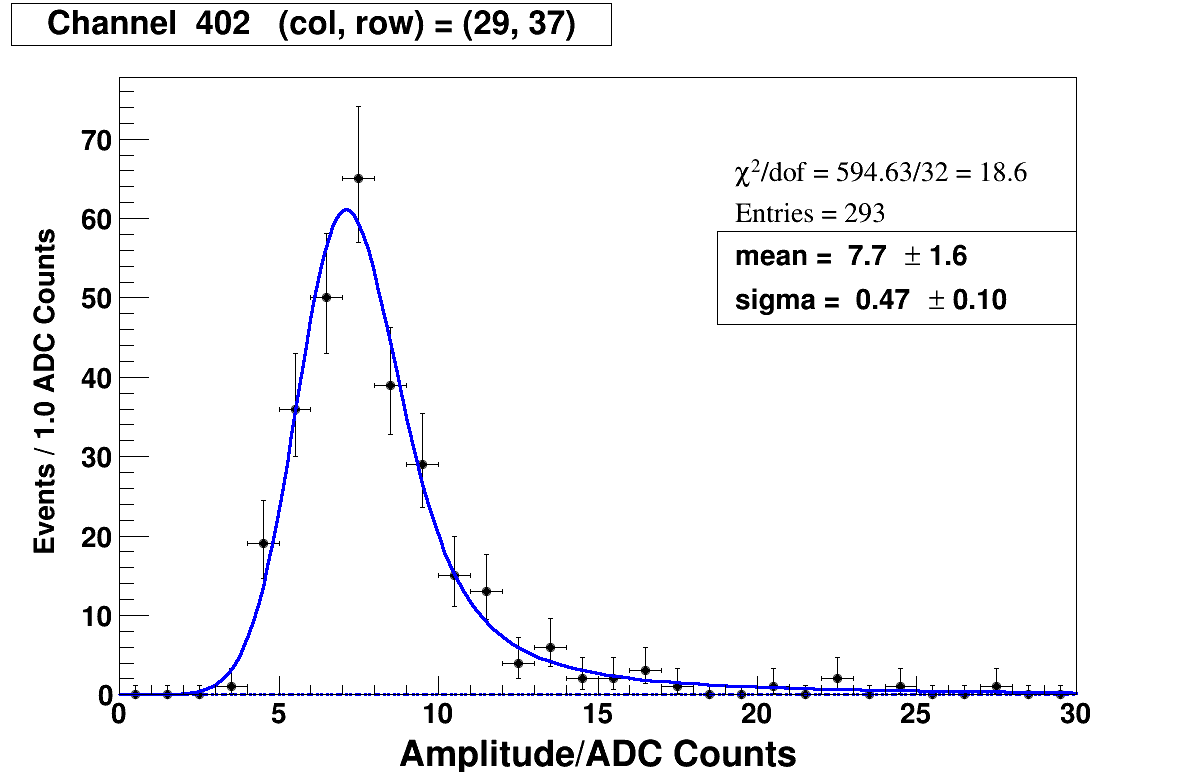 Channel 402 (col, row) = (29, 37)
70
60
50
40
30
20
10
0
Events / 1.0 ADC Counts
χ²/dof = 594.63/32 = 18.6
Entries = 293
mean = 7.7 ± 1.6
sigma = 0.47 ± 0.10
0 5 10 15 20 25 30
Amplitude/ADC Counts